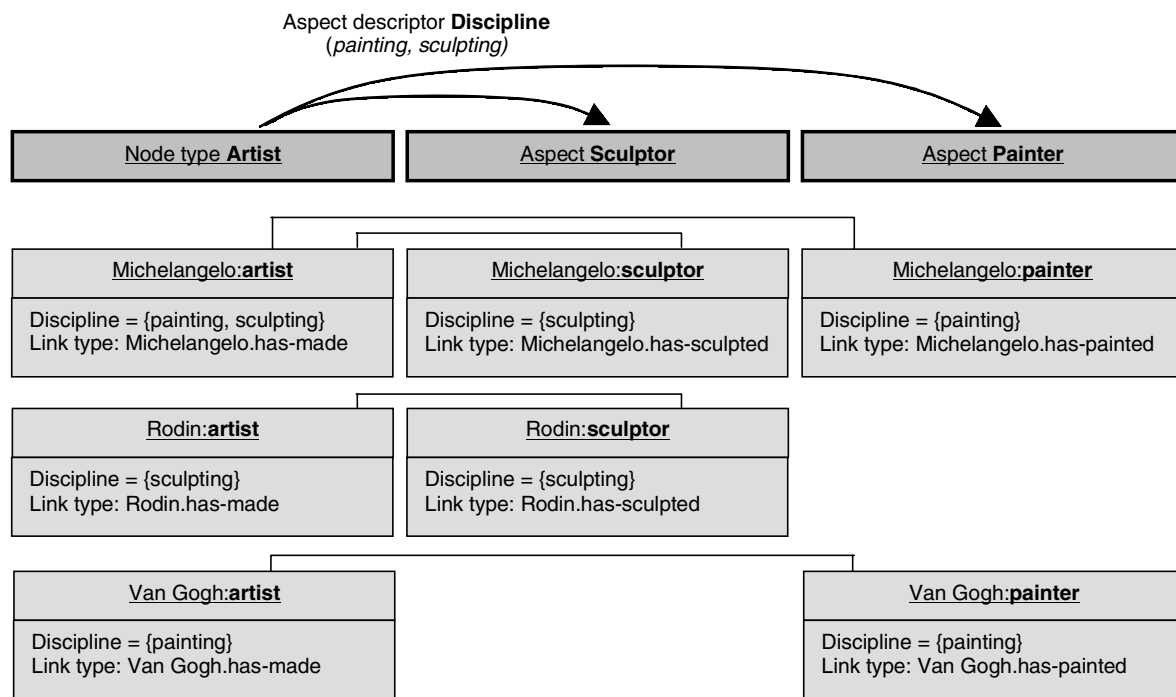 Aspect descriptor Discipline
(painting, sculpting)
Node type Artist
Aspect Sculptor
Aspect Painter
Michelangelo:artist
Discipline = {painting, sculpting}
Link type: Michelangelo.has-made
Michelangelo:sculptor
Discipline = {sculpting}
Link type: Michelangelo.has-sculpted
Michelangelo:painter
Discipline = {painting}
Link type: Michelangelo.has-painted
Rodin:artist
Discipline = {sculpting}
Link type: Rodin.has-made
Rodin:sculptor
Discipline = {sculpting}
Link type: Rodin.has-sculpted
Van Gogh:artist
Discipline = {painting}
Link type: Van Gogh.has-made
Van Gogh:painter
Discipline = {painting}
Link type: Van Gogh.has-painted